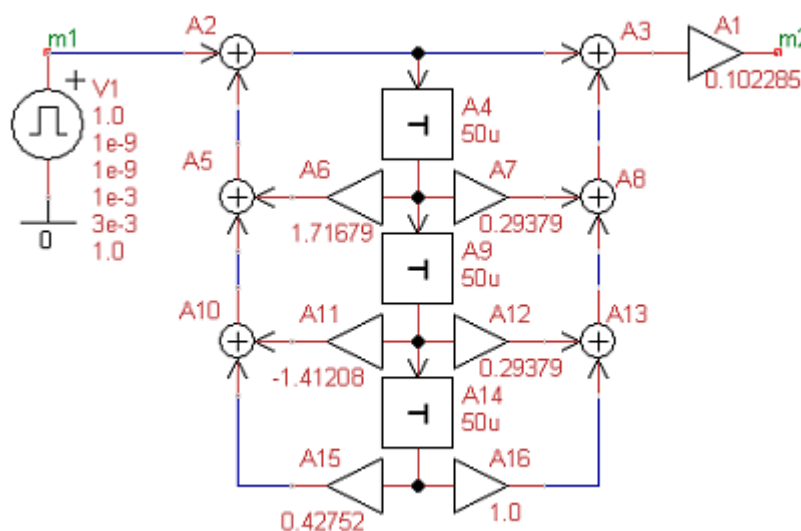 m1
A2
A3
A1
m2
0.102285
V1
1.0
1e-9
1e-9
1e-3
3e-3
1.0
0
A4
50u
T
A5
A6
A7
A8
1.71679
0.29379
A9
50u
T
A10
A11
A12
A13
-1.41208
0.29379
A14
50u
T
A15
A16
0.42752
1.0